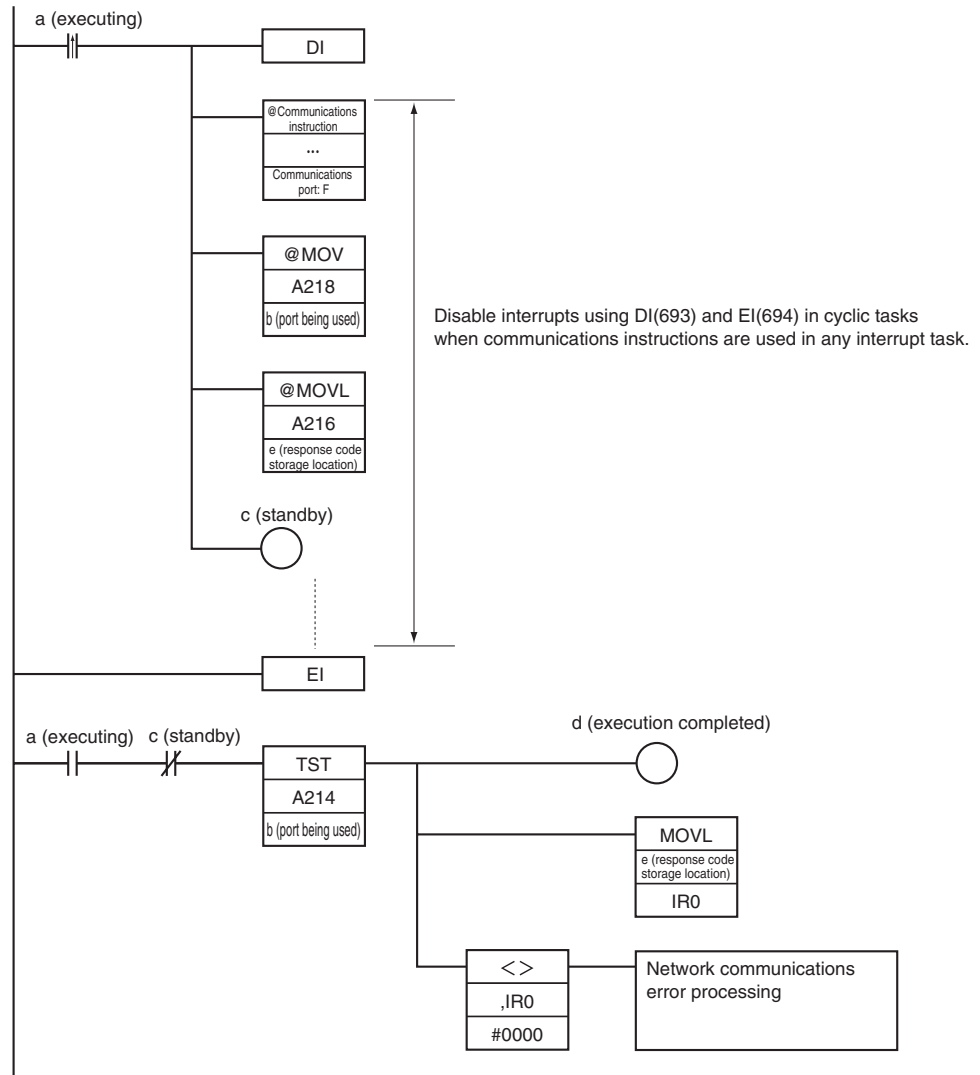 a (executing)
DI
@Communications
instruction
...
Communications
port: F
@MOV
A218
b (port being used)
Disable interrupts using DI(693) and EI(694) in cyclic tasks
when communications instructions are used in any interrupt task.
@MOVL
A216
e (response code
storage location)
c (standby)
EI
a (executing)
c (standby)
TST
A214
b (port being used)
d (execution completed)
MOVL
e (response code
storage location)
IR0
<>
,IR0
#0000
Network communications
error processing